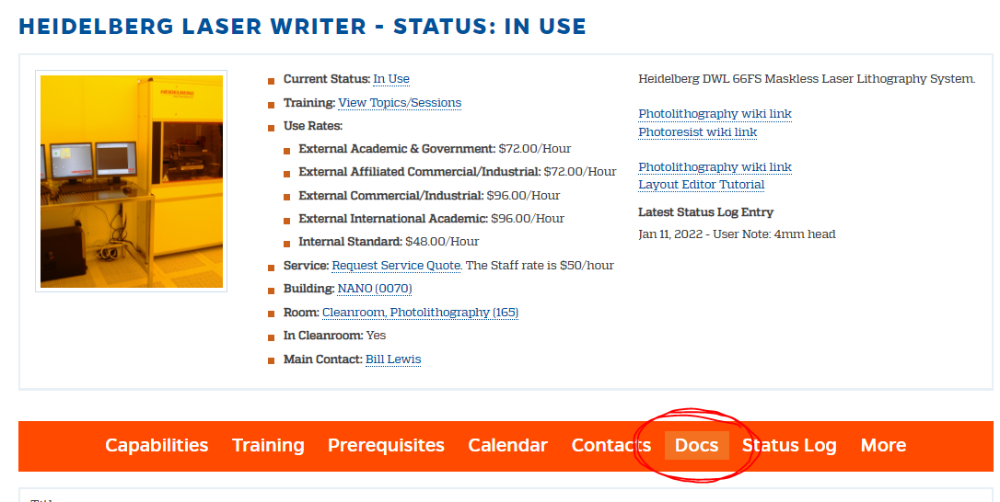 HEIDELBERG LASER WRITER - STATUS: IN USE
HEIDELBERG
Current Status: In Use
Training: View Topics/Sessions
Use Rates:
External Academic & Government: $72.00/Hour
External Affiliated Commercial/Industrial: $72.00/Hour
External Commercial/Industrial: $96.00/Hour
External International Academic: $96.00/Hour
Internal Standard: $48.00/Hour
Service: Request Service Quote. The Staff rate is $50/hour
Building: NANO (0070)
Room: Cleanroom, Photolithography (165)
In Cleanroom: Yes
Main Contact: Bill Lewis
Heidelberg DWL 66FS Maskless Laser Lithography System.
Photolithography wiki link
Photoresist wiki link
Photolithography wiki link
Layout Editor Tutorial
Latest Status Log Entry
Jan 11, 2022 - User Note: 4mm head
Capabilities Training Prerequisites Calendar Contacts Docs Status Log More